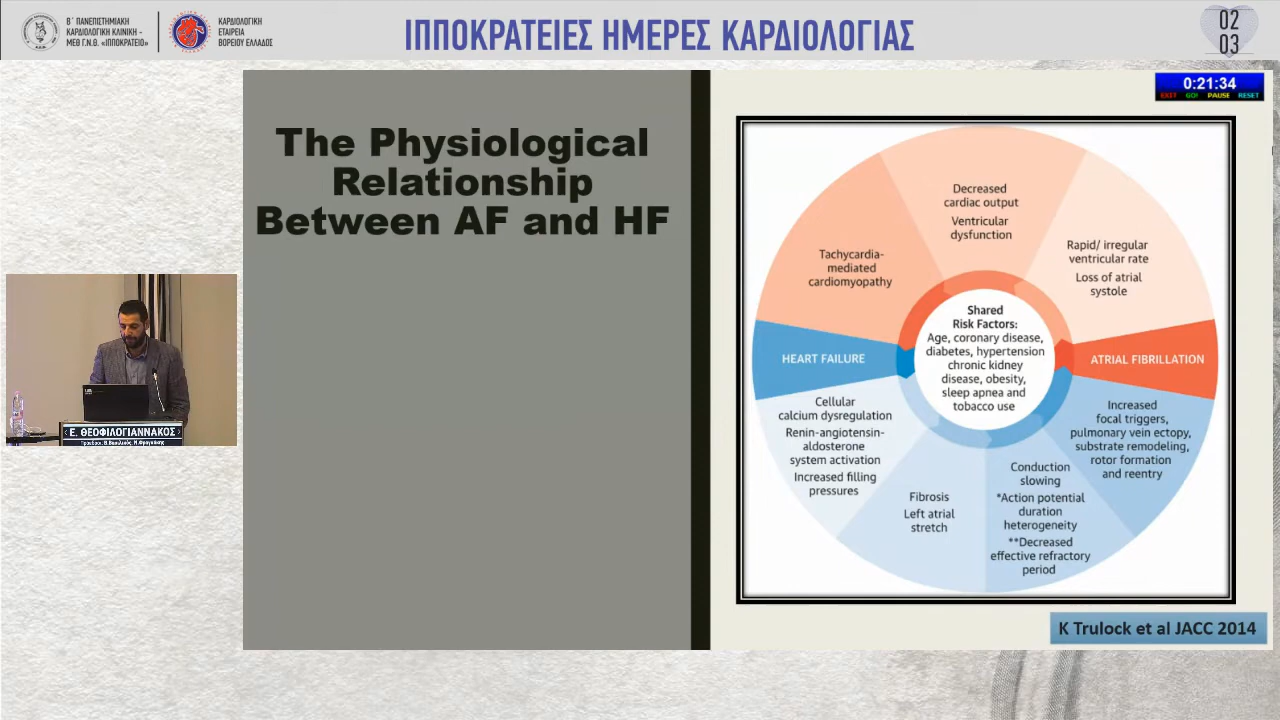 Β΄ ΠΑΝΕΠΙΣΤΗΜΙΑΚΗ
ΚΑΡΔΙΟΛΟΓΙΚΗ ΚΛΙΝΙΚΗ -
ΜΕΘ Γ.Ν.Θ. «ΙΠΠΟΚΡΑΤΕΙΟ»
ΚΑΡΔΙΟΛΟΓΙΚΗ
ΕΤΑΙΡΕΙΑ
ΒΟΡΕΙΟΥ ΕΛΛΑΔΟΣ
ΙΠΠΟΚΡΑΤΕΙΕΣ ΗΜΕΡΕΣ ΚΑΡΔΙΟΛΟΓΙΑΣ
02
03
The Physiological
Relationship
Between AF and HF
0:21:34
EXIT GO! PAUSE RESET
Decreased
cardiac output
Ventricular
dysfunction
Rapid/ irregular
ventricular rate
Loss of atrial
systole
Tachycardia-
mediated
cardiomyopathy
Shared
Risk Factors:
Age, coronary disease,
diabetes, hypertension
chronic kidney
disease, obesity,
sleep apnea and
tobacco use
HEART FAILURE
ATRIAL FIBRILLATION
Cellular
calcium dysregulation
Renin-angiotensin-
aldosterone
system activation
Increased filling
pressures
Fibrosis
Left atrial
stretch
Conduction
slowing
*Action potential
duration
heterogeneity
**Decreased
effective refractory
period
Increased
focal triggers,
pulmonary vein ectopy,
substrate remodeling,
rotor formation
and reentry
K Trulock et al JACC 2014
Ε. ΘΕΟΦΙΛΟΓΙΑΝΝΑΚΟΣ